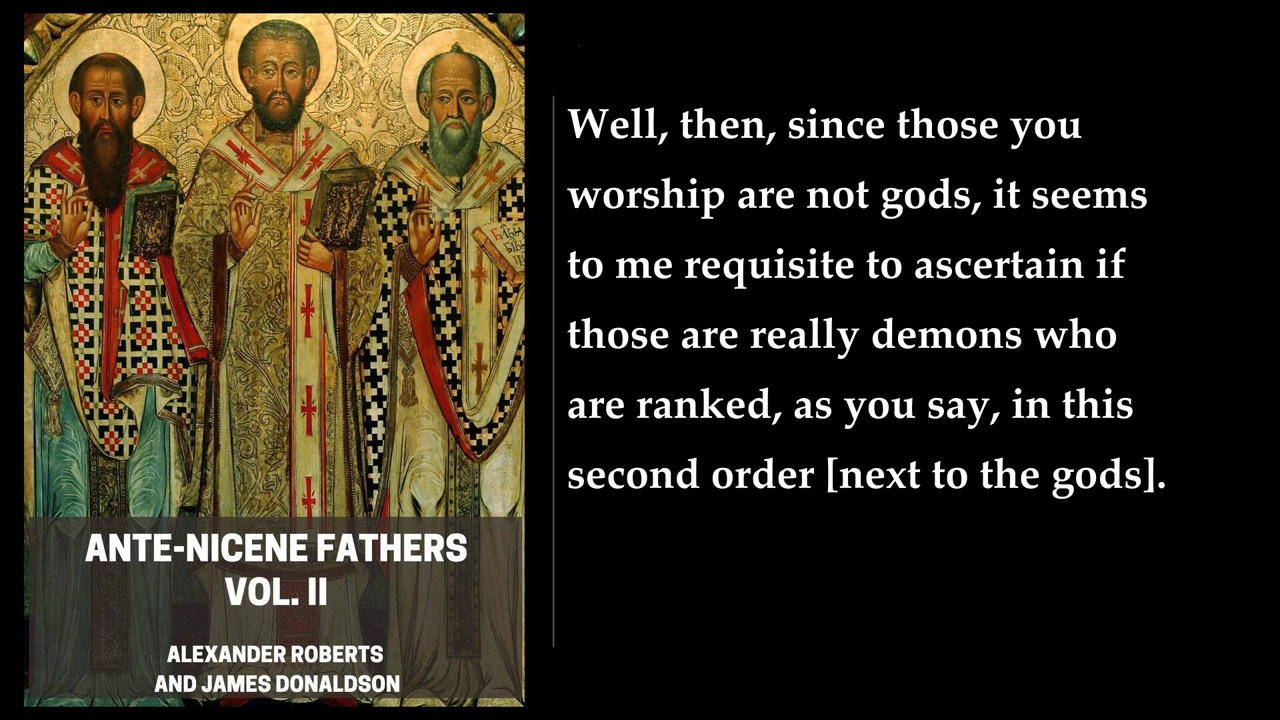 Well, then, since those you
worship are not gods, it seems
to me requisite to ascertain if
those are really demons who
are ranked, as you say, in this
second order [next to the gods].
ANTE-NICENE FATHERS
VOL. II
ALEXANDER ROBERTS
AND JAMES DONALDSON